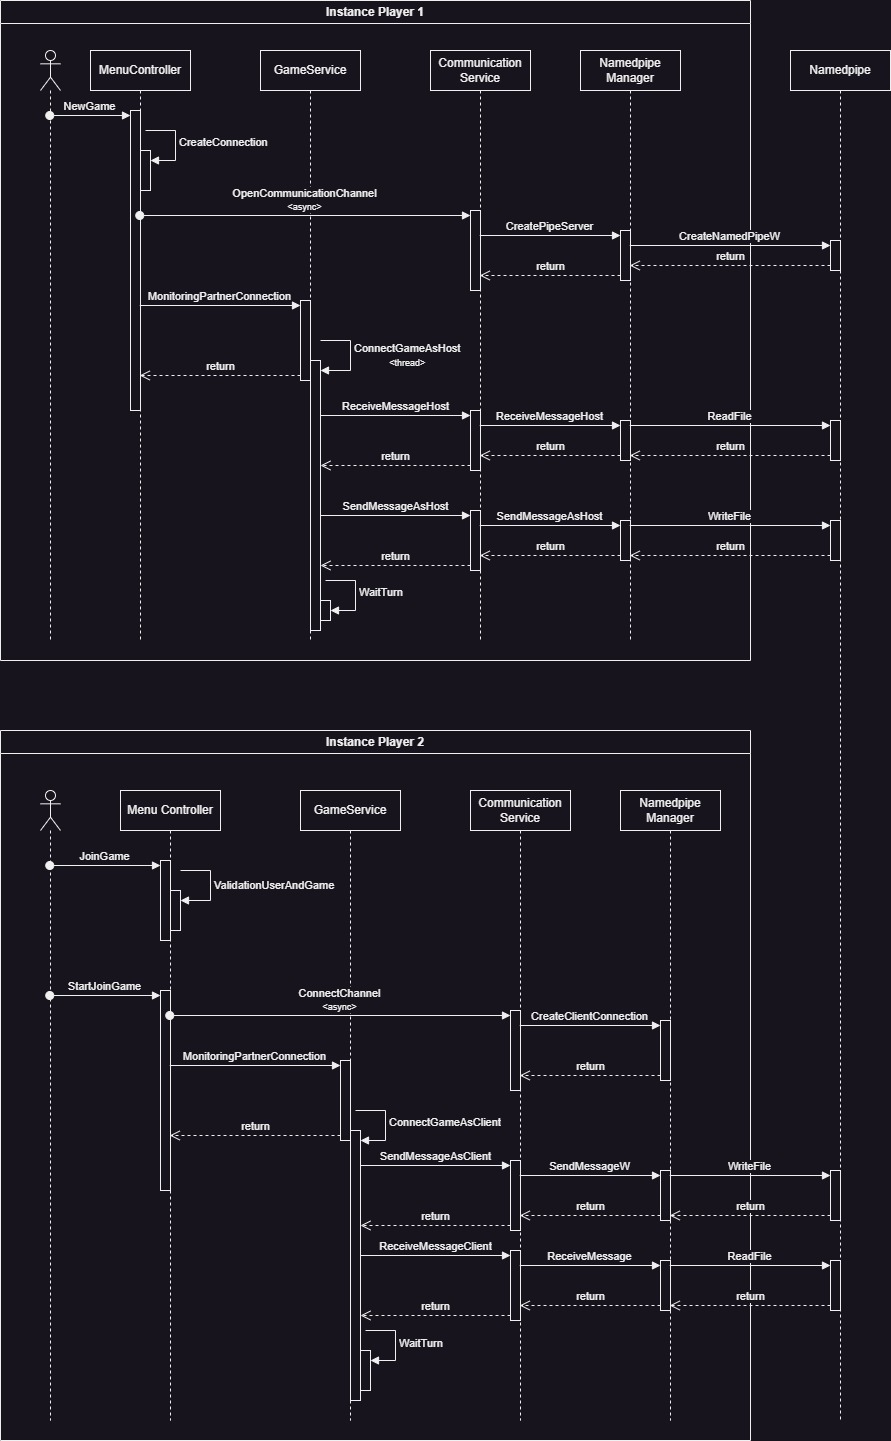 Instance Player 1
MenuController
GameService
Communication
Service
Namedpipe
Manager
Namedpipe
NewGame
CreateConnection
OpenCommunicationChannel
<async>
CreatePipeServer
CreateNamedPipeW
return
return
MonitoringPartnerConnection
ConnectGameAsHost
<thread>
return
ReceiveMessageHost
ReceiveMessageHost
ReadFile
return
return
return
SendMessageAsHost
SendMessageAsHost
WriteFile
return
return
return
WaitTurn
Instance Player 2
Menu Controller
GameService
Communication
Service
Namedpipe
Manager
JoinGame
ValidationUserAndGame
StartJoinGame
ConnectChannel
<async>
CreateClientConnection
MonitoringPartnerConnection
return
ConnectGameAsClient
return
SendMessageAsClient
SendMessageW
WriteFile
return
return
return
ReceiveMessageClient
ReceiveMessage
ReadFile
return
return
return
WaitTurn